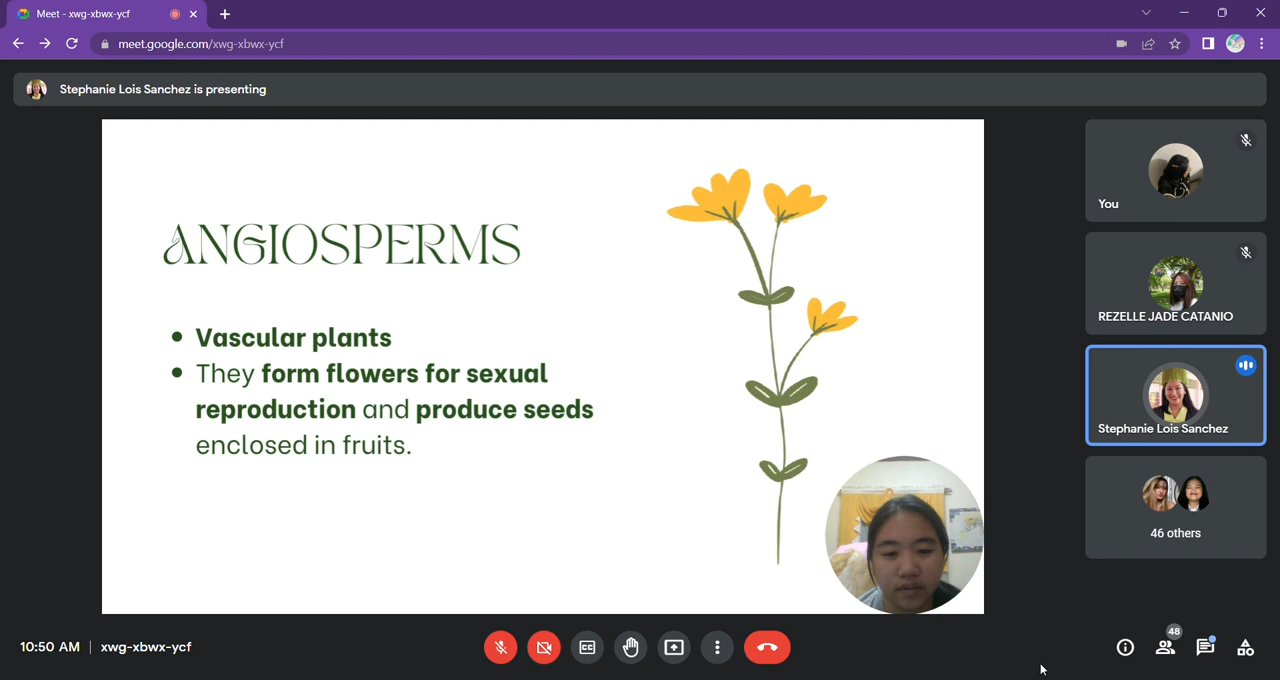 Meet - xwg-xbwx-ycf
meet.google.com/xwg-xbwx-ycf
Stephanie Lois Sanchez is presenting
ANGIOSPERMS
Vascular plants
They form flowers for sexual
reproduction and produce seeds
enclosed in fruits.
You
REZELLE JADE CATANIO
Stephanie Lois Sanchez
46 others
10:50 AM | xwg-xbwx-ycf
CC
48